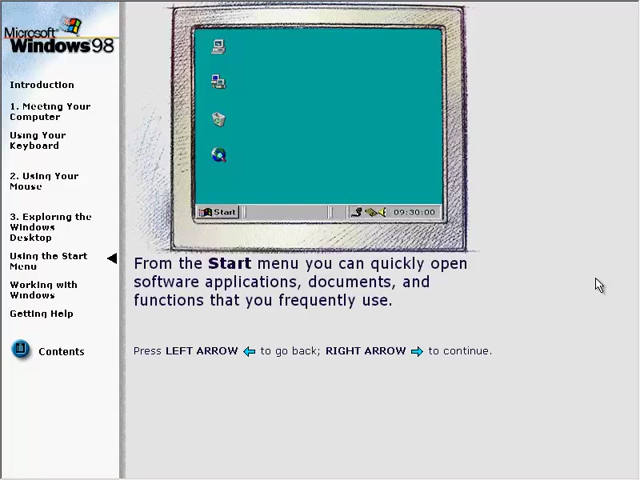 Microsoft
Windows 98
Introduction
1. Meeting Your
Computer
Using Your
Keyboard
2. Using Your
Mouse
3. Exploring the
Windows
Desktop
Using the Start
Menu
Working with
Windows
Getting Help
Contents
Start
09:30:00
From the Start menu you can quickly open
software applications, documents, and
functions that you frequently use.
Press LEFT ARROW to go back; RIGHT ARROW to continue.